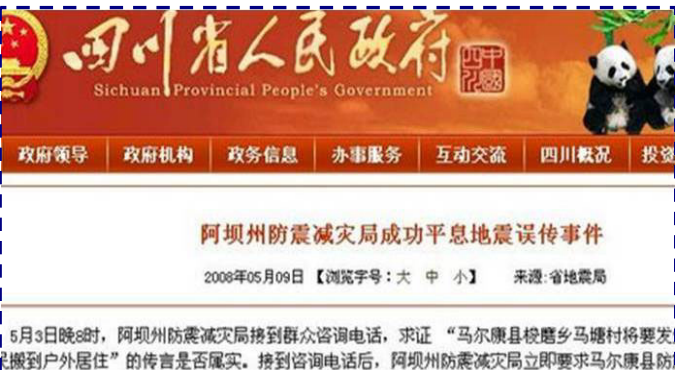 四川省人民政府
中國四川
Sichuan Provincial People's Government
政府领导 政府机构 政务信息 办事服务 互动交流 四川概况 投资
阿坝州防震减灾局成功平息地震误传事件
2008年05月09日 【浏览字号：大 中 小】 来源：省地震局
5月3日晚8时，阿坝州防震减灾局接到群众咨询电话，求证 “马尔康县梭磨乡马塘村将要发
民搬到户外居住”的传言是否属实。接到咨询电话后，阿坝州防震减灾局立即要求马尔康县防